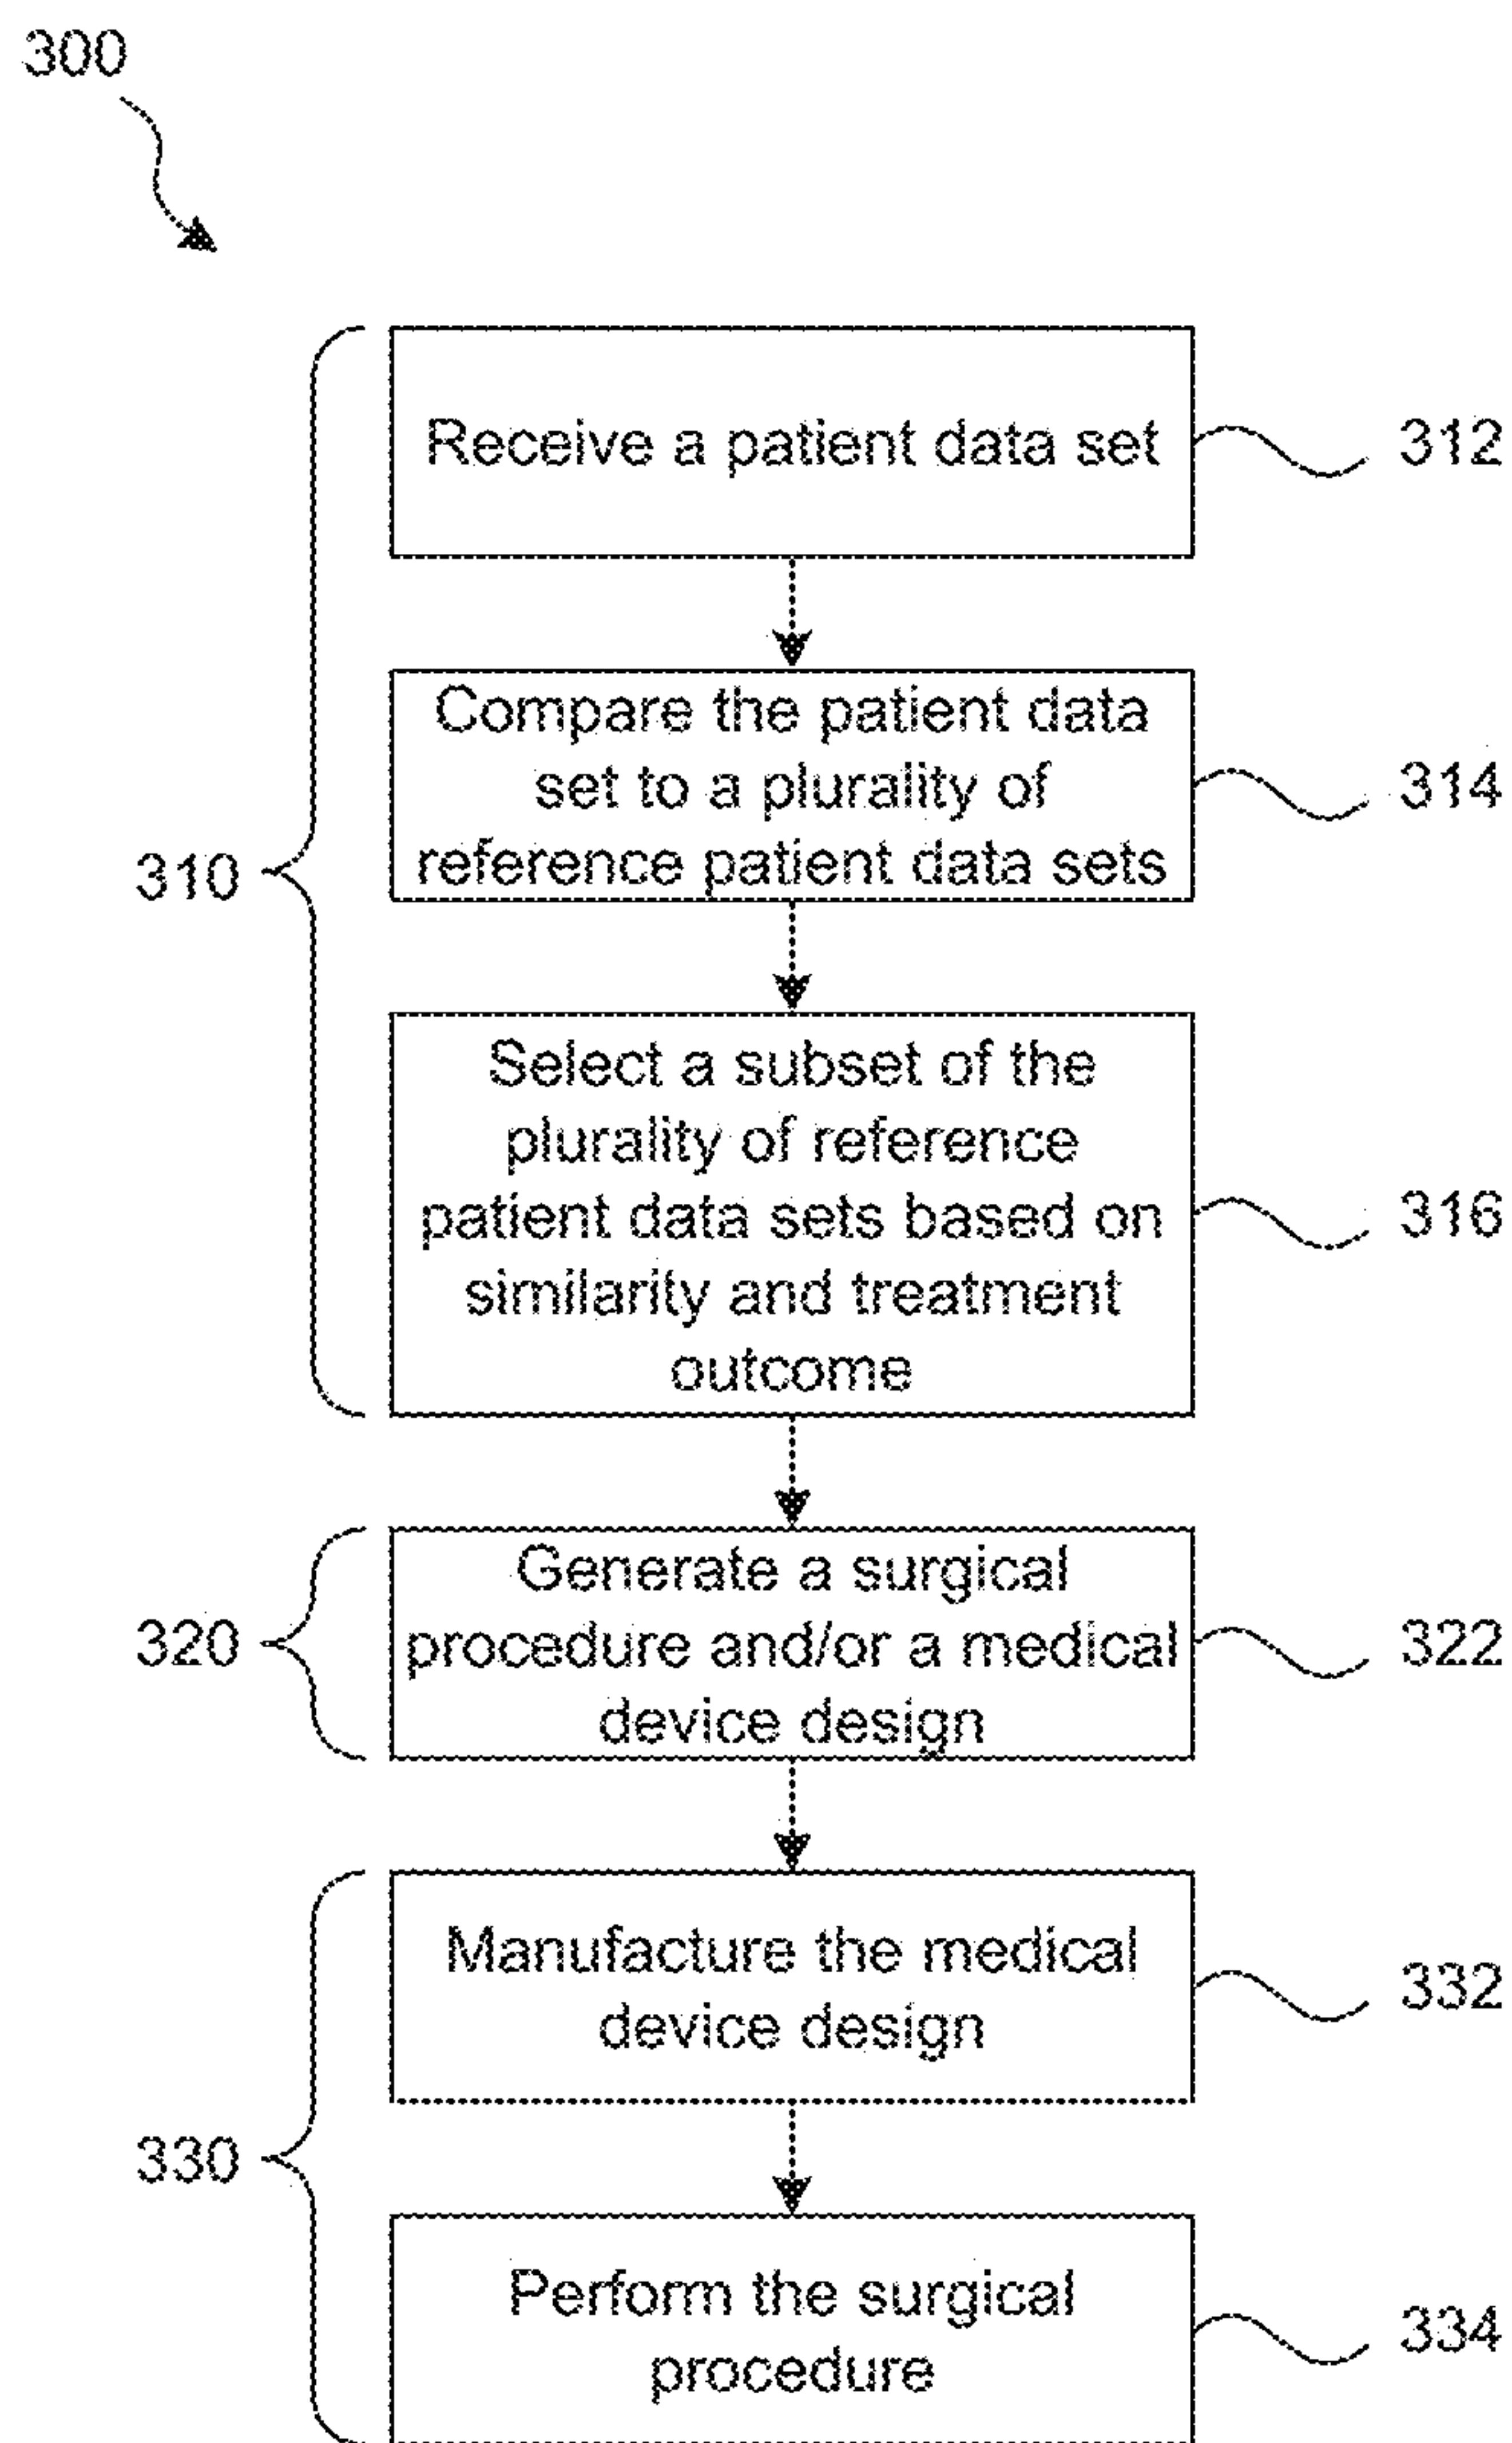 300
Receive a patient data set
312
Compare the patient data
set to a plurality of
reference patient data sets
314
310
Select a subset of the
plurality of reference
patient data sets based on
similarity and treatment
outcome
316
Generate a surgical
procedure and/or a medical
device design
320
322
Manufacture the medical
device design
332
330
Perform the surgical
procedure
334